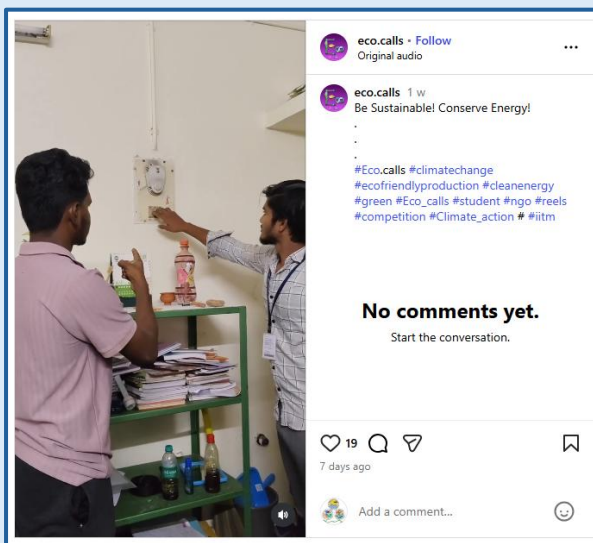 eco.calls • Follow
Original audio
eco.calls 1 w
Be Sustainable! Conserve Energy!
.
.
.
#Eco.calls #climatechange
#ecofriendlyproduction #cleanenergy
#green #Eco_calls #student #ngo #reels
#competition #Climate_action # #iitm
No comments yet.
Start the conversation.
19
7 days ago
Add a comment...